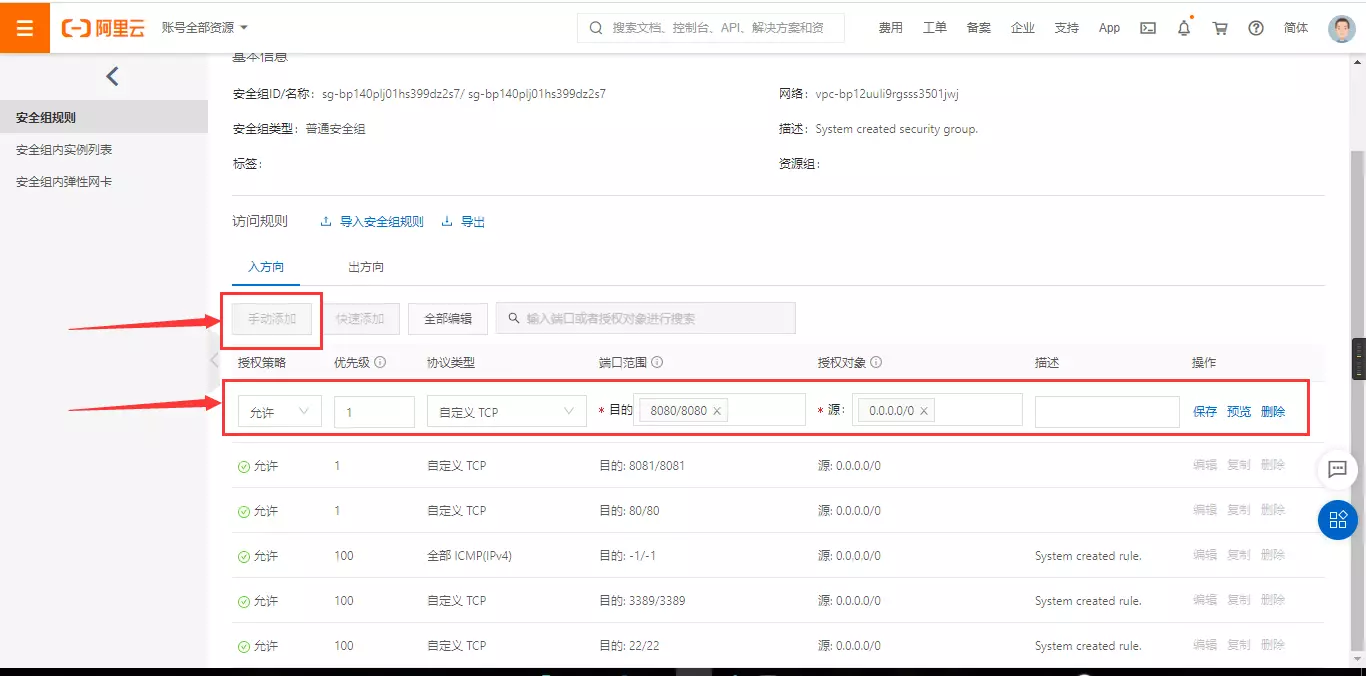 阿里云 账号全部资源 搜索文档、控制台、API、解决方案和资 费用 工单 备案 企业 支持 App 简体
基本信息
安全组ID/名称: sg-bp140plj01hs399dz2s7/ sg-bp140plj01hs399dz2s7 网络: vpc-bp12uuli9rgsss3501jwj
安全组规则
安全组类型: 普通安全组 描述: System created security group.
安全组内实例列表
标签: 资源组:
安全组内弹性网卡
访问规则 导入安全组规则 导出
入方向 出方向
手动添加 快速添加 全部编辑 输入端口或者授权对象进行搜索
授权策略 优先级 协议类型 端口范围 授权对象 描述 操作
允许 1 自定义 TCP * 目的 8080/8080 × * 源: 0.0.0.0/0 × 保存 预览 删除
允许 1 自定义 TCP 目的: 8081/8081 源: 0.0.0.0/0 编辑 复制 删除
允许 1 自定义 TCP 目的: 80/80 源: 0.0.0.0/0 编辑 复制 删除
允许 100 全部 ICMP(IPv4) 目的: -1/-1 源: 0.0.0.0/0 System created rule. 编辑 复制 删除
允许 100 自定义 TCP 目的: 3389/3389 源: 0.0.0.0/0 System created rule. 编辑 复制 删除
允许 100 自定义 TCP 目的: 22/22 源: 0.0.0.0/0 System created rule. 编辑 复制 删除